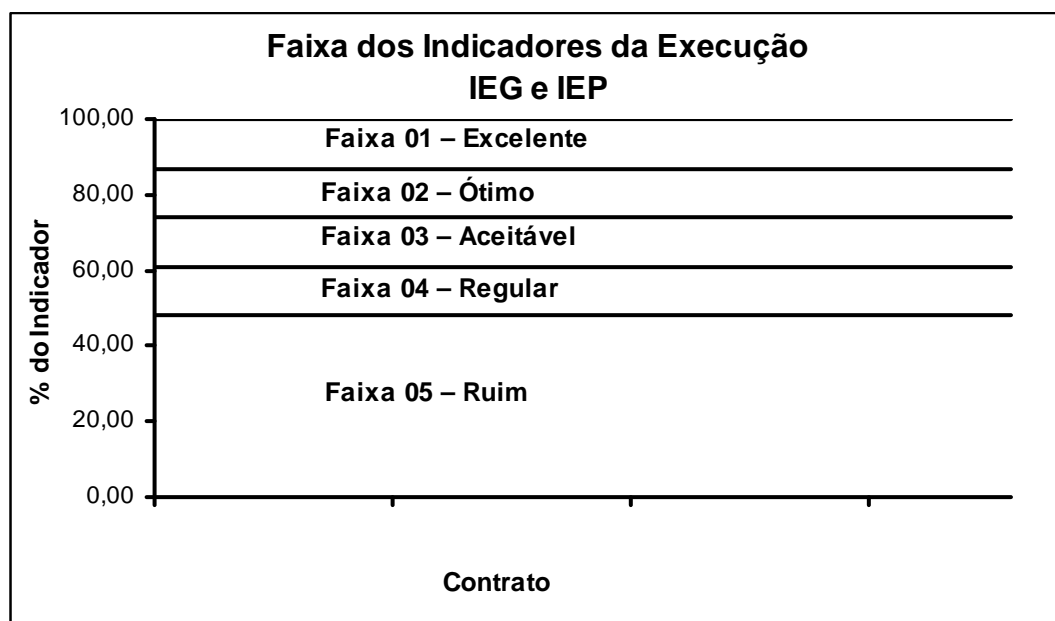 Faixa dos Indicadores da Execução
IEG e IEP
% do Indicador
100,00
Faixa 01 – Excelente
80,00
Faixa 02 – Ótimo
Faixa 03 – Aceitável
60,00
Faixa 04 – Regular
40,00
Faixa 05 – Ruim
20,00
0,00
Contrato